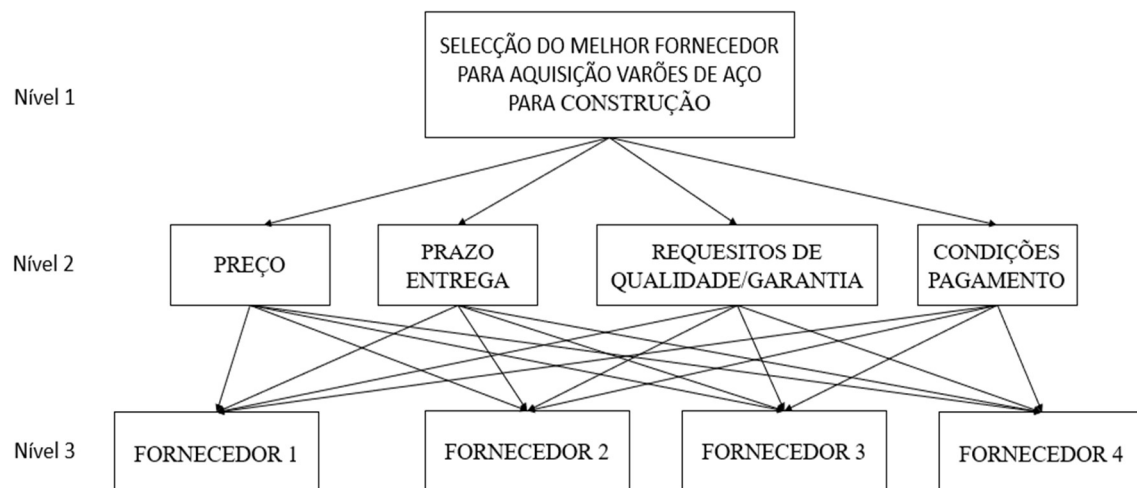 SELECÇÃO DO MELHOR FORNECEDOR
PARA AQUISIÇÃO VARÕES DE AÇO
PARA CONSTRUÇÃO
Nível 1
Nível 2
PREÇO
PRAZO
ENTREGA
REQUESITOS DE
QUALIDADE/GARANTIA
CONDIÇÕES
PAGAMENTO
Nível 3
FORNECEDOR 1
FORNECEDOR 2
FORNECEDOR 3
FORNECEDOR 4